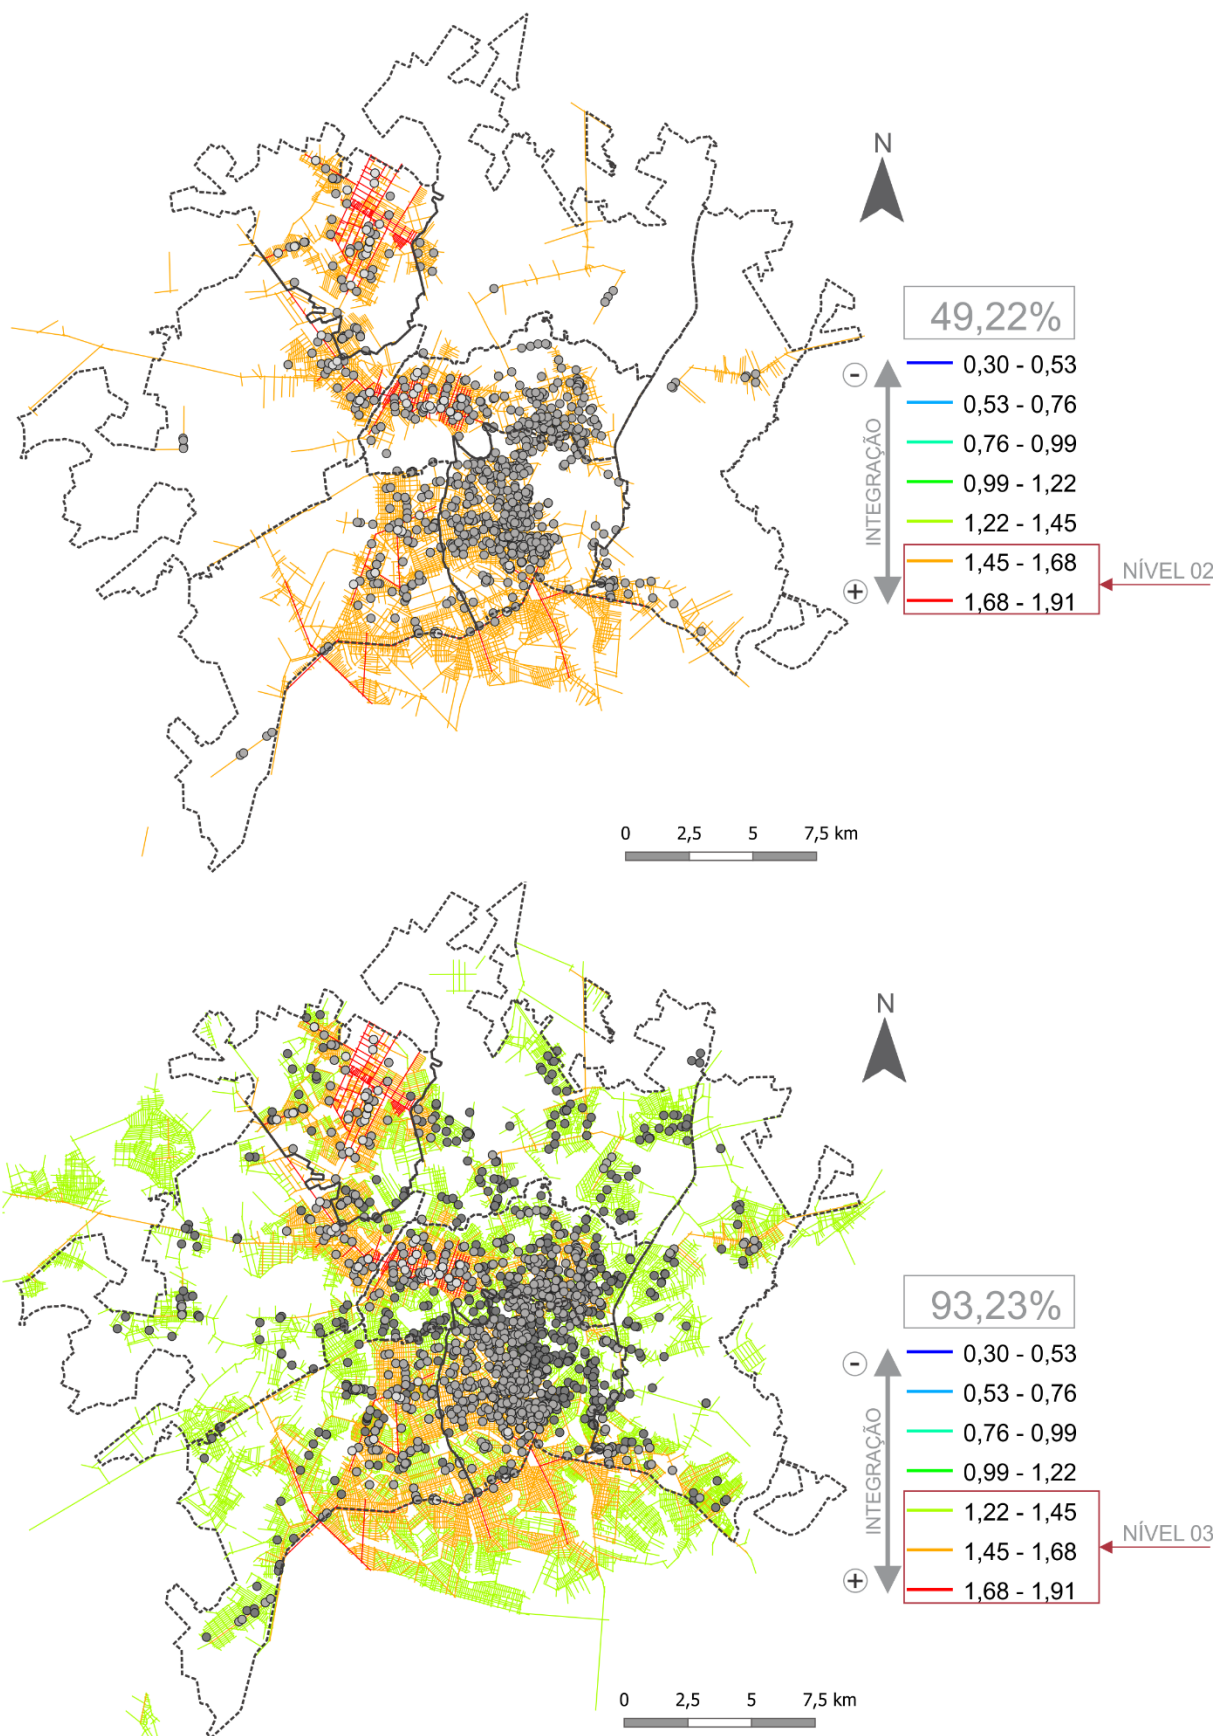 N
49,22%
-
INTEGRAÇÃO
+
0,30 - 0,53
0,53 - 0,76
0,76 - 0,99
0,99 - 1,22
1,22 - 1,45
1,45 - 1,68
1,68 - 1,91
NÍVEL 02
0 2,5 5 7,5 km
N
93,23%
-
INTEGRAÇÃO
+
0,30 - 0,53
0,53 - 0,76
0,76 - 0,99
0,99 - 1,22
1,22 - 1,45
1,45 - 1,68
1,68 - 1,91
NÍVEL 03
0 2,5 5 7,5 km